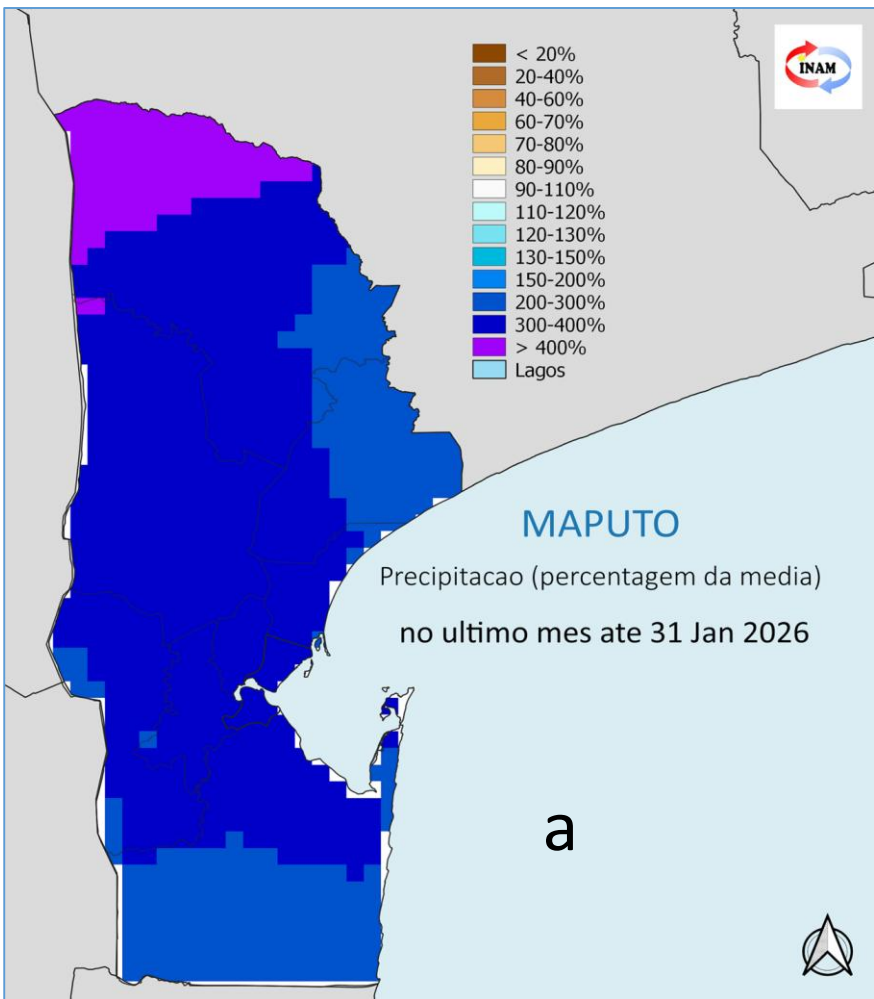 INAM
< 20%
20-40%
40-60%
60-70%
70-80%
80-90%
90-110%
110-120%
120-130%
130-150%
150-200%
200-300%
300-400%
> 400%
Lagos
MAPUTO
Precipitacao (percentagem da media)
no ultimo mes ate 31 Jan 2026
a